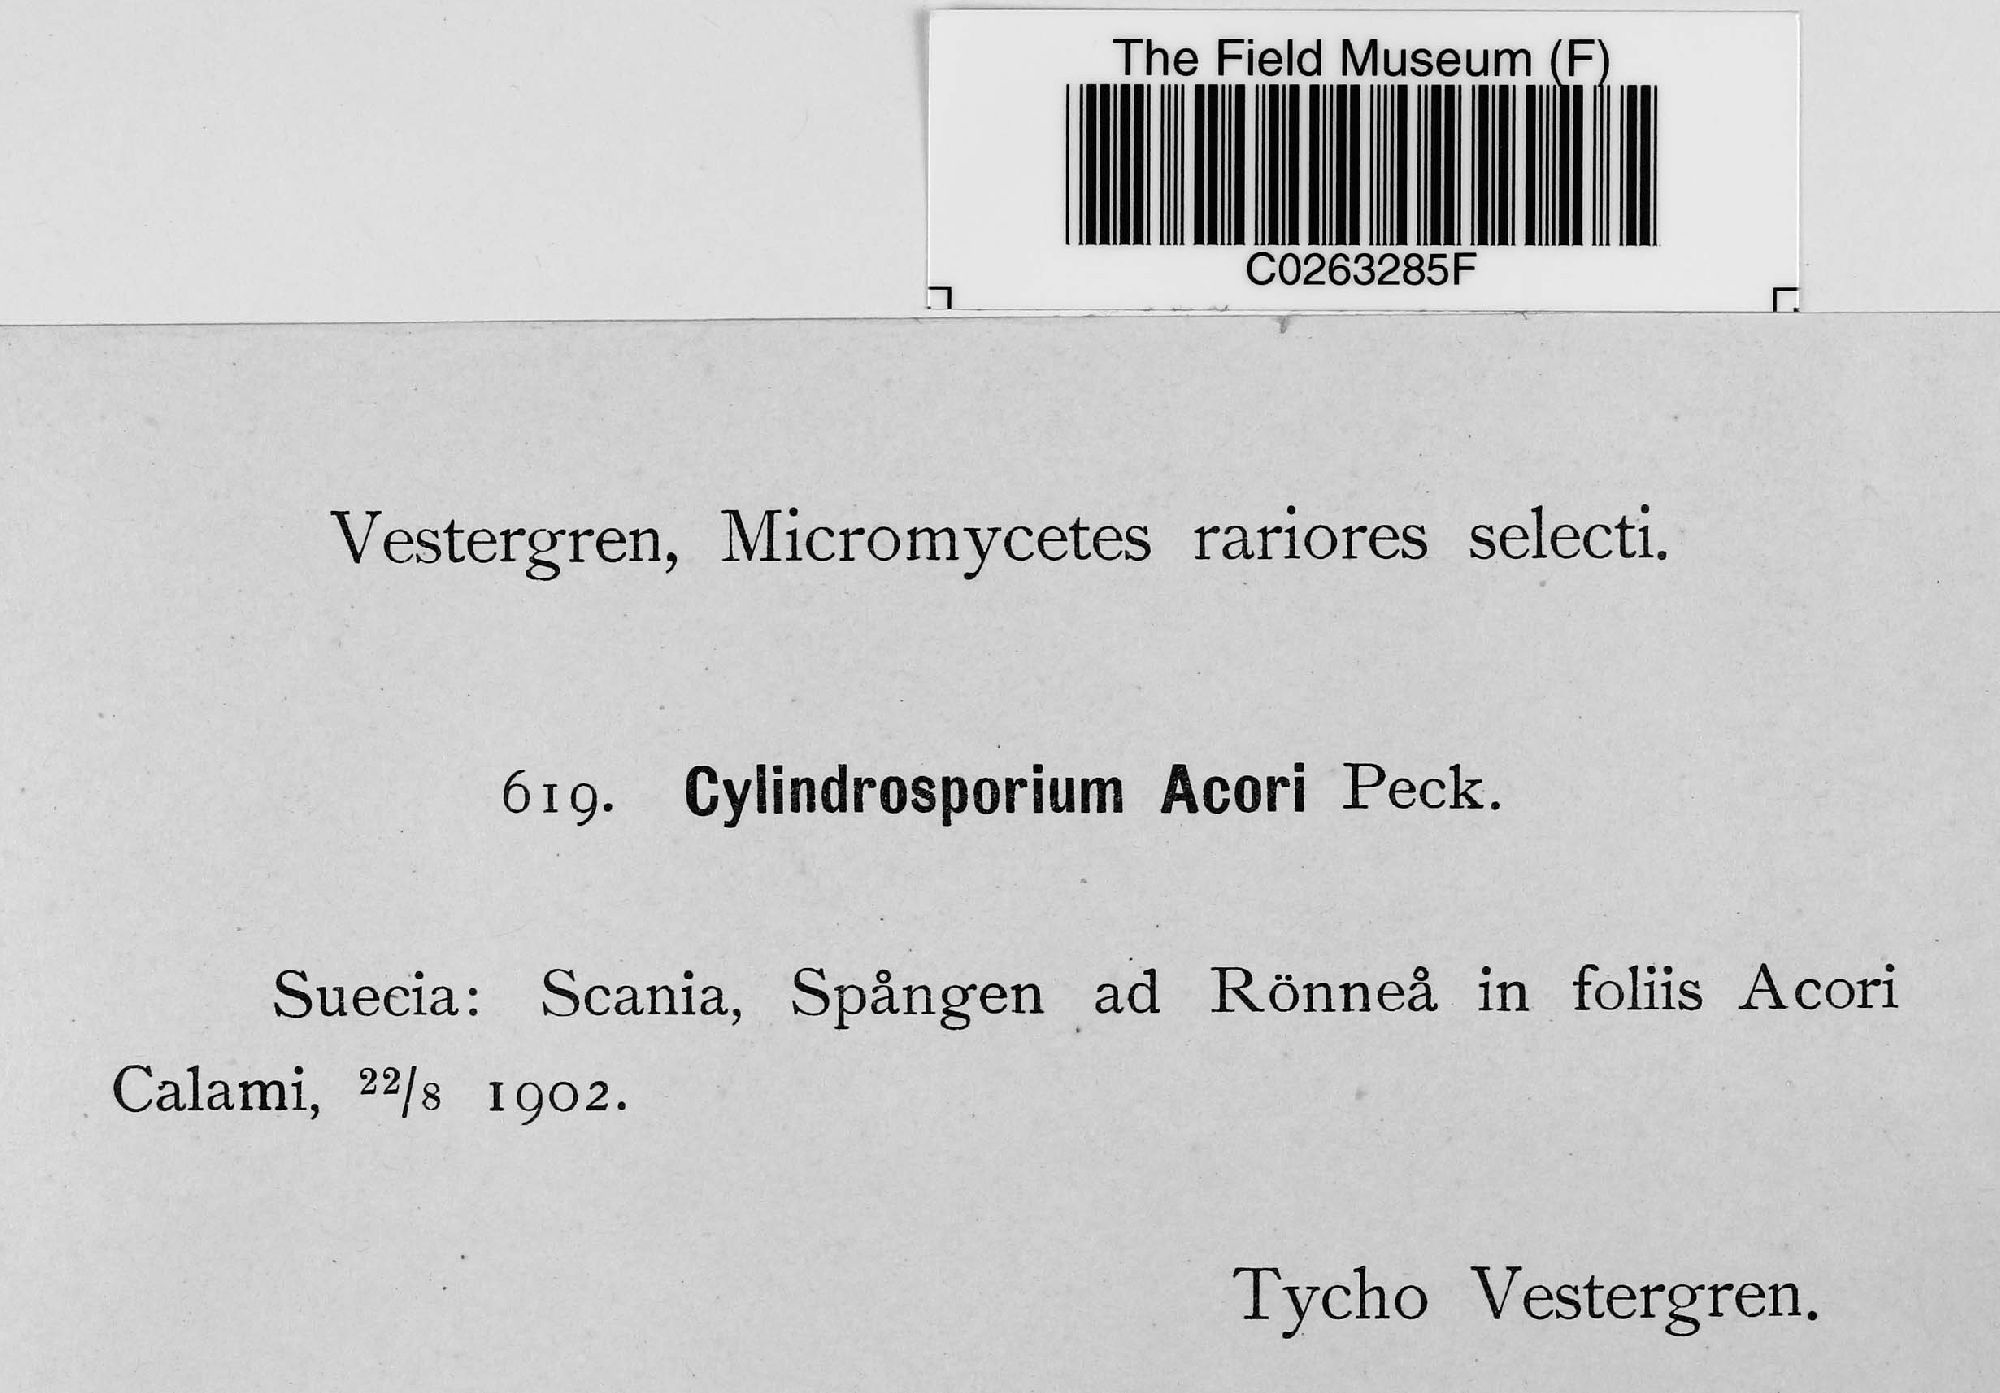 The Field Museum (F)
C0263285F
Vestergren, Micromycetes rariores selecti.
619. Cylindrosporium Acori Peck.
Suecia: Scania, Spången ad Rönneå in foliis Acori
Calami, 22/8 1902.
Tycho Vestergren.